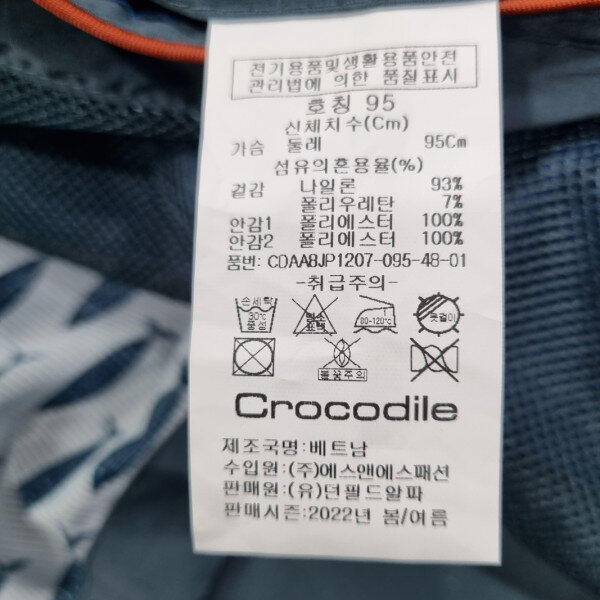 전기용품및생활용품안전
관리법에 의한 품질표시
호칭 95
신체치수(Cm)
가슴 둘레 95Cm
섬유의혼용율(%)
겉감 나일론 93%
폴리우레탄 7%
안감1 폴리에스터 100%
안감2 폴리에스터 100%
품번: CDAA8JP1207-095-48-01
-취급주의-
손세탁 30℃ 중성 염소 표백 80-120℃ 옷걸이
Crocodile
제조국명:베트남
수입원:(주)에스앤에스패션
판매원:(유)던필드알파
판매시즌:2022년 봄/여름